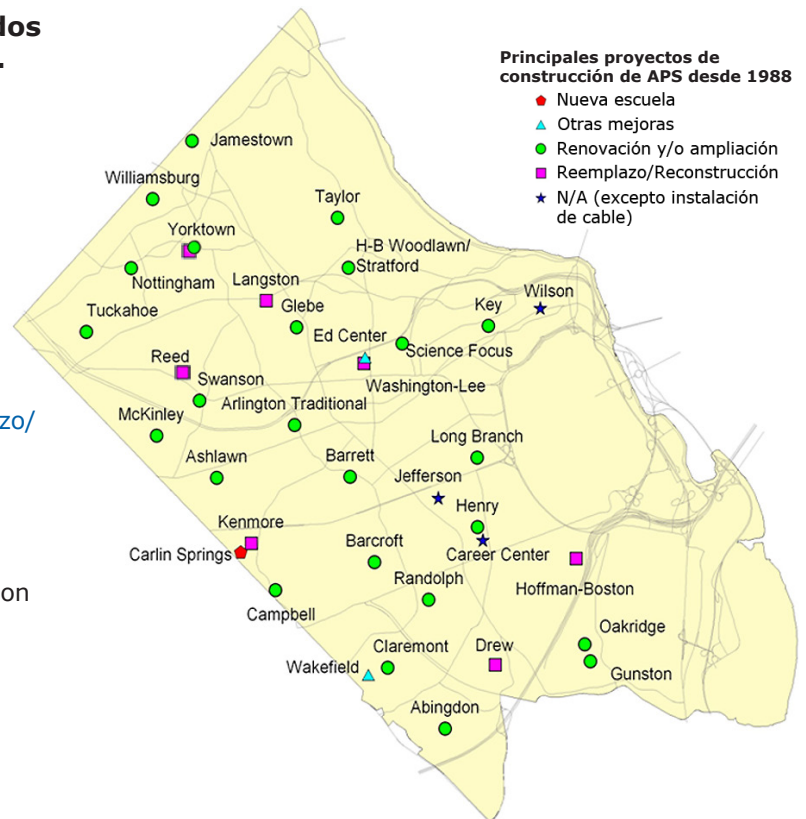 dos
.
Principales proyectos de
construcción de APS desde 1988
Nueva escuela
Otras mejoras
Renovación y/o ampliación
Reemplazo/Reconstrucción
N/A (excepto instalación
de cable)
Jamestown
Williamsburg
Taylor
Yorktown
H-B Woodlawn/
Stratford
Nottingham
Langston
Wilson
Tuckahoe
Glebe
Key
Ed Center
Science Focus
Reed
Swanson
Washington-Lee
McKinley
Arlington Traditional
zo/
Long Branch
Ashlawn
Barrett
Jefferson
Henry
Kenmore
Carlin Springs
Barcroft
Career Center
Randolph
Hoffman-Boston
on
Campbell
Oakridge
Claremont
Drew
Wakefield
Gunston
Abingdon